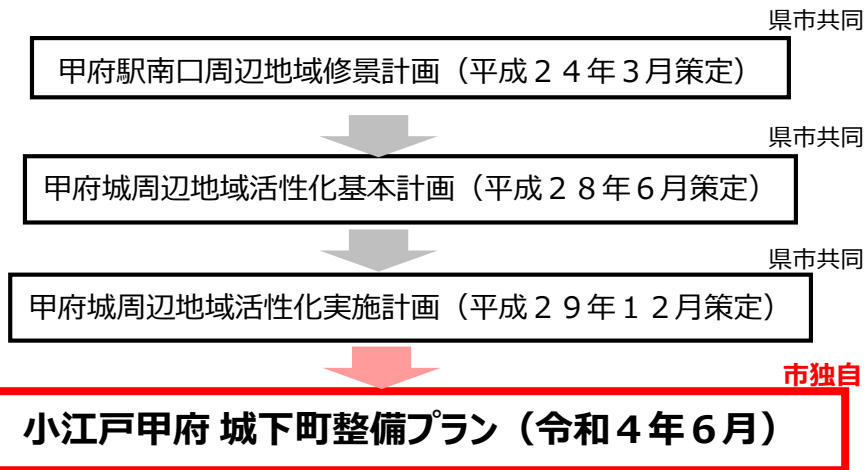 県市共同
甲府駅南口周辺地域修景計画（平成２４年３月策定）
県市共同
甲府城周辺地域活性化基本計画（平成２８年６月策定）
県市共同
甲府城周辺地域活性化実施計画（平成２９年１２月策定）
市独自
小江戸甲府 城下町整備プラン（令和４年６月）